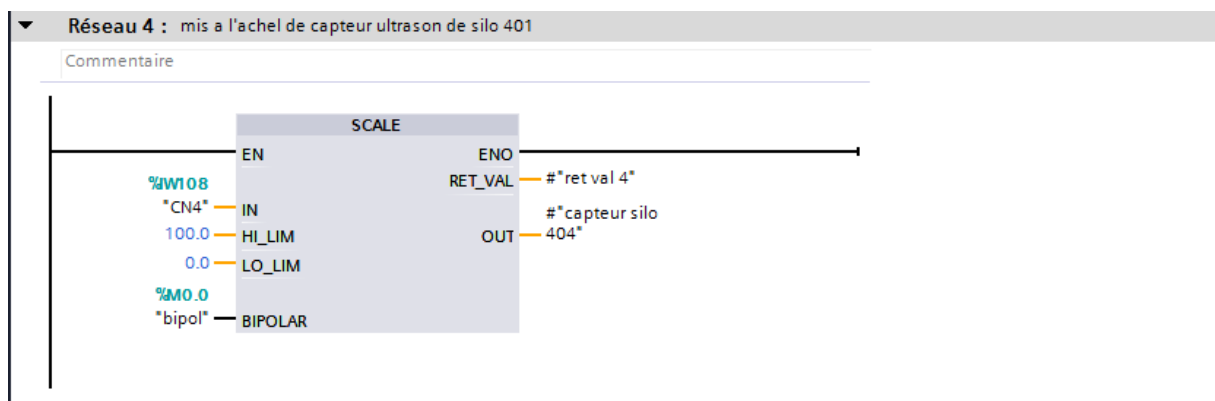 Réseau 4 : mis a l'achel de capteur ultrason de silo 401
Commentaire
SCALE
EN ENO
%IW108
"CN4" IN
RET_VAL #"ret val 4"
100.0 HI_LIM
#"capteur silo
OUT 404"
0.0 LO_LIM
%M0.0
"bipol" BIPOLAR